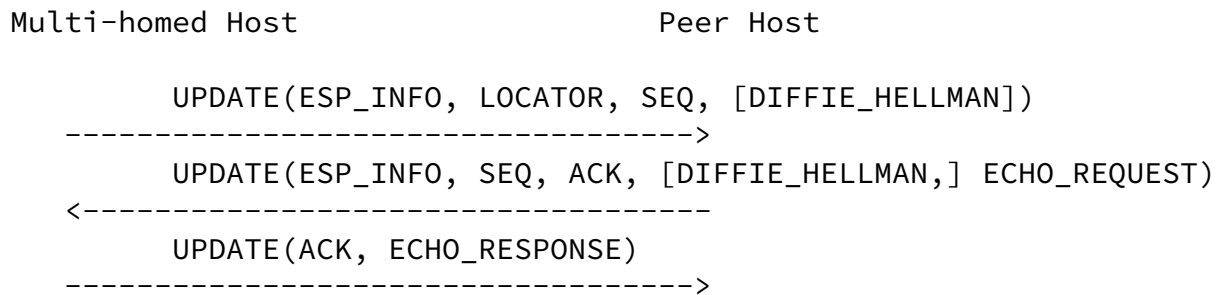 Multi-homed Host                    Peer Host
UPDATE(ESP_INFO, LOCATOR, SEQ, [DIFFIE_HELLMAN])
----------------------------------->
UPDATE(ESP_INFO, SEQ, ACK, [DIFFIE_HELLMAN,] ECHO_REQUEST)
<-----------------------------------
UPDATE(ACK, ECHO_RESPONSE)
----------------------------------->